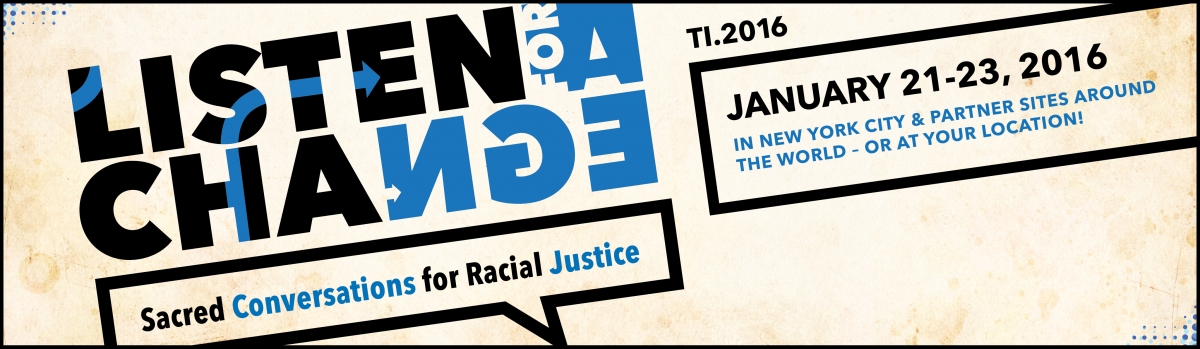 LISTEN
FOR
A
CHANGE
Sacred Conversations for Racial Justice
TI.2016
JANUARY 21-23, 2016
IN NEW YORK CITY & PARTNER SITES AROUND
THE WORLD – OR AT YOUR LOCATION!